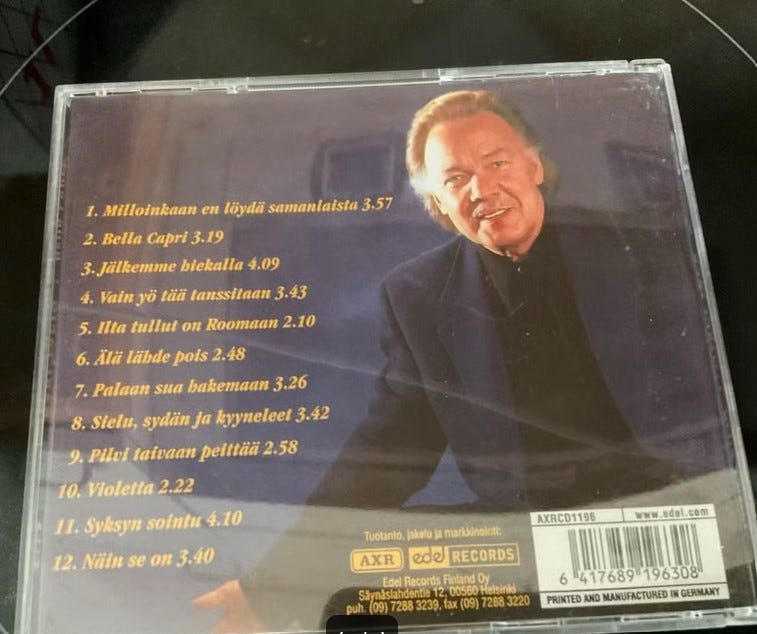 1. Milloinkaan en löydä samanlaista 3.57
2. Bella Capri 3.19
3. Jälkemme hiekalla 4.09
4. Vain yö tää tanssitaan 3.43
5. Ilta tullut on Roomaan 2.10
6. Älä lähde pois 2.48
7. Palaan sua hakemaan 3.26
8. Sielu, sydän ja kyyneleet 3.42
9. Pilvi taivaan peittää 2.58
10. Violetta 2.22
11. Syksyn sointu 4.10
12. Näin se on 3.40
Tuotanto, jakelu ja markkinointi:
AXR edel RECORDS
Edel Records Finland Oy
Säynäslahdentie 12, 00560 Helsinki
puh. (09) 7288 3239, fax (09) 7288 3220
AXRCD1196 www.edel.com
6 417689 196308
PRINTED AND MANUFACTURED IN GERMANY